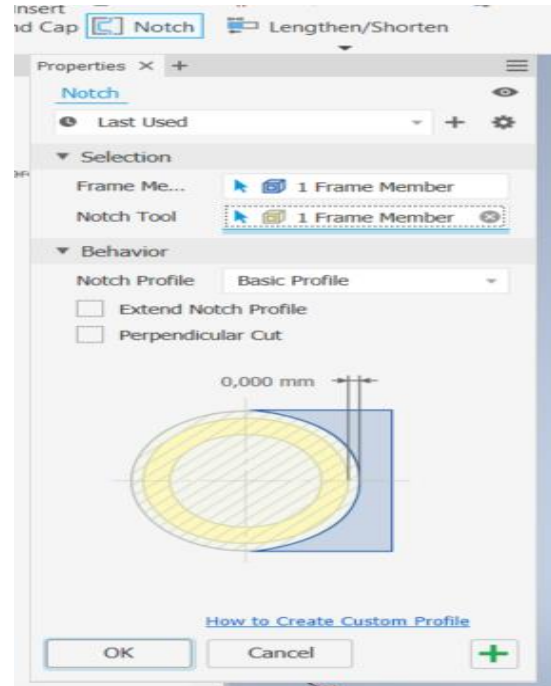 nsert
nd Cap Notch Lengthen/Shorten
Properties
Notch
Last Used
Selection
Frame Me... 1 Frame Member
Notch Tool 1 Frame Member
Behavior
Notch Profile Basic Profile
Extend Notch Profile
Perpendicular Cut
0,000 mm
How to Create Custom Profile
OK Cancel